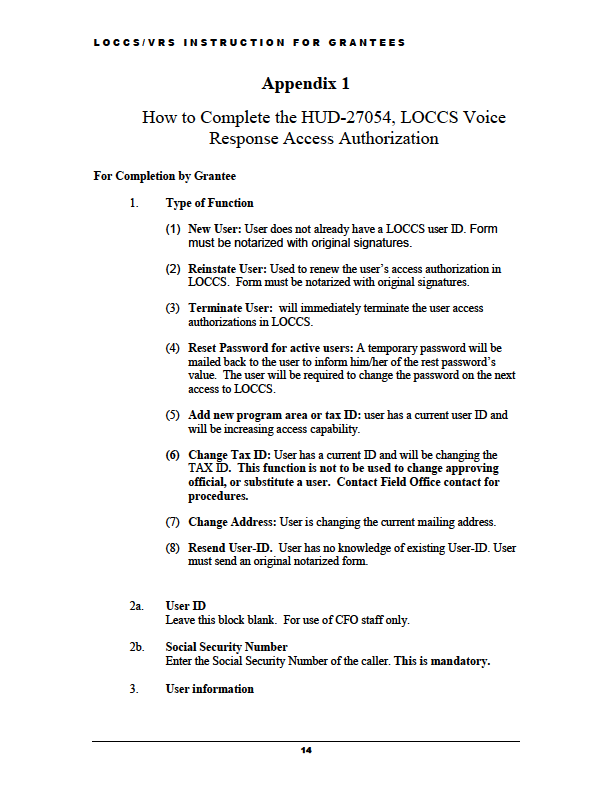 LOCCS/VRS INSTRUCTION FOR GRANTEES
Appendix 1
How to Complete the HUD-27054, LOCCS Voice
Response Access Authorization
For Completion by Grantee
1. Type of Function
(1) New User: User does not already have a LOCCS user ID. Form
must be notarized with original signatures.
(2) Reinstate User: Used to renew the user's access authorization in
LOCCS. Form must be notarized with original signatures.
(3) Terminate User: will immediately terminate the user access
authorizations in LOCCS.
(4) Reset Password for active users: A temporary password will be
mailed back to the user to inform him/her of the rest password's
value. The user will be required to change the password on the next
access to LOCCS.
(5) Add new program area or tax ID: user has a current user ID and
will be increasing access capability.
(6) Change Tax ID: User has a current ID and will be changing the
TAX ID. This function is not to be used to change approving
official, or substitute a user. Contact Field Office contact for
procedures.
(7) Change Address: User is changing the current mailing address.
(8) Resend User-ID. User has no knowledge of existing User-ID. User
must send an original notarized form.
2a. User ID
Leave this block blank. For use of CFO staff only.
2b. Social Security Number
Enter the Social Security Number of the caller. This is mandatory.
3. User information
14